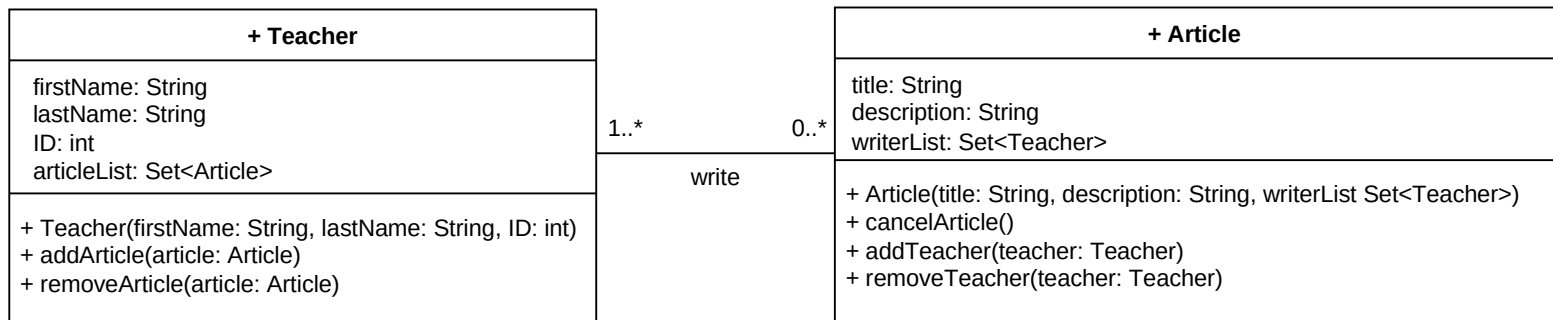 + Teacher
firstName: String
lastName: String
ID: int
articleList: Set<Article>
+ Teacher(firstName: String, lastName: String, ID: int)
+ addArticle(article: Article)
+ removeArticle(article: Article)
1..*
0..*
write
+ Article
title: String
description: String
writerList: Set<Teacher>
+ Article(title: String, description: String, writerList Set<Teacher>)
+ cancelArticle()
+ addTeacher(teacher: Teacher)
+ removeTeacher(teacher: Teacher)